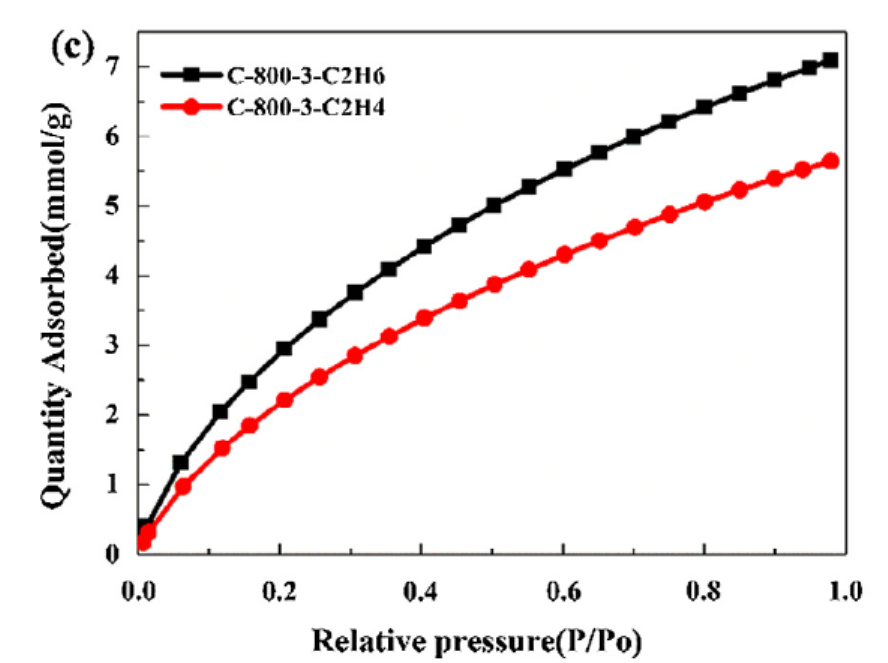 (c)
C-800-3-C2H6
C-800-3-C2H4
Quantity Adsorbed(mmol/g)
7
6
5
4
3
2
1
0
0.0 0.2 0.4 0.6 0.8 1.0
Relative pressure(P/Po)